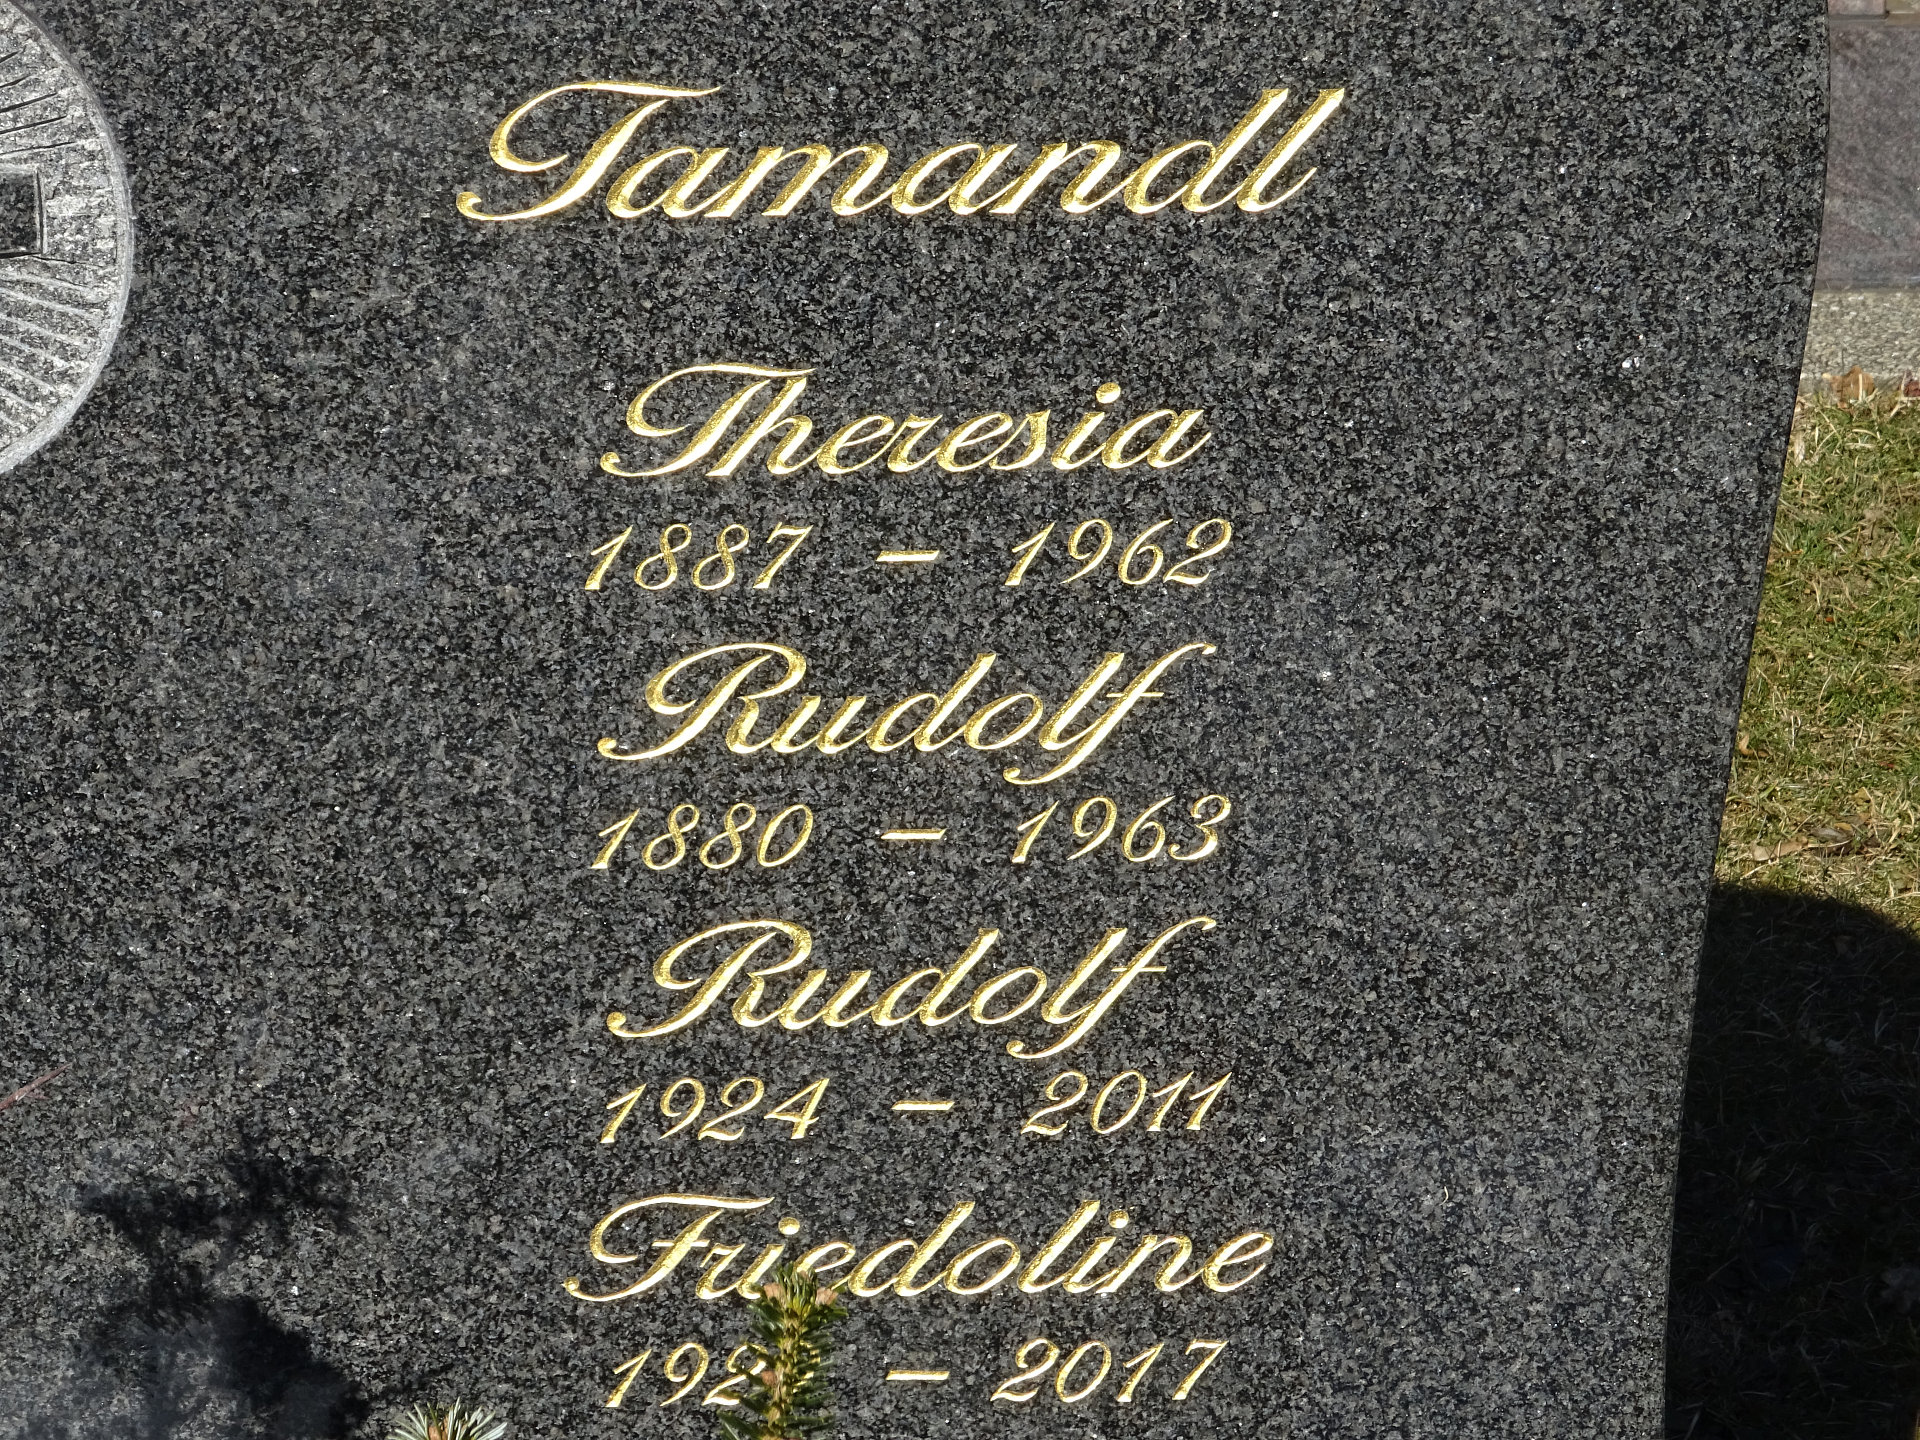 Tamandl
Theresia
1887 – 1962
Rudolf
1880 – 1963
Rudolf
1924 – 2011
Friedoline
– 2017